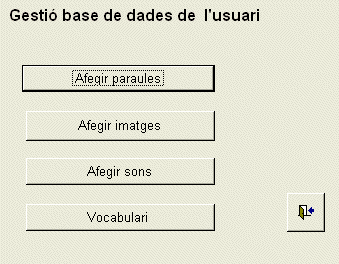 Gestió base de dades de l'usuari
Afegir paraules
Afegir imatges
Afegir sons
Vocabulari